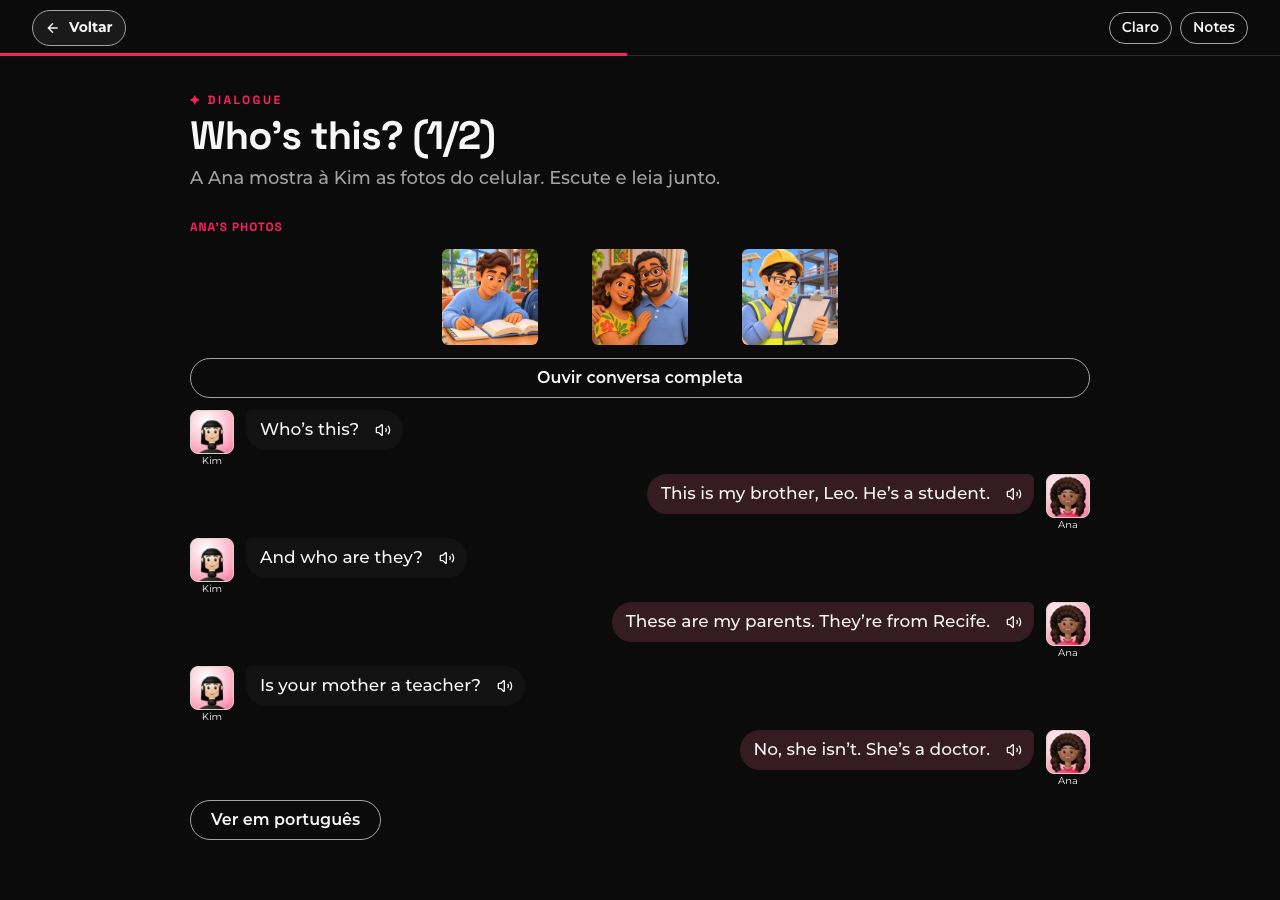 Voltar
Claro
Notes
DIALOGUE
Who's this? (1/2)
A Ana mostra à Kim as fotos do celular. Escute e leia junto.
ANA'S PHOTOS
Ouvir conversa completa
Who's this?
Kim
This is my brother, Leo. He's a student.
Ana
And who are they?
Kim
These are my parents. They're from Recife.
Ana
Is your mother a teacher?
Kim
No, she isn't. She's a doctor.
Ana
Ver em português